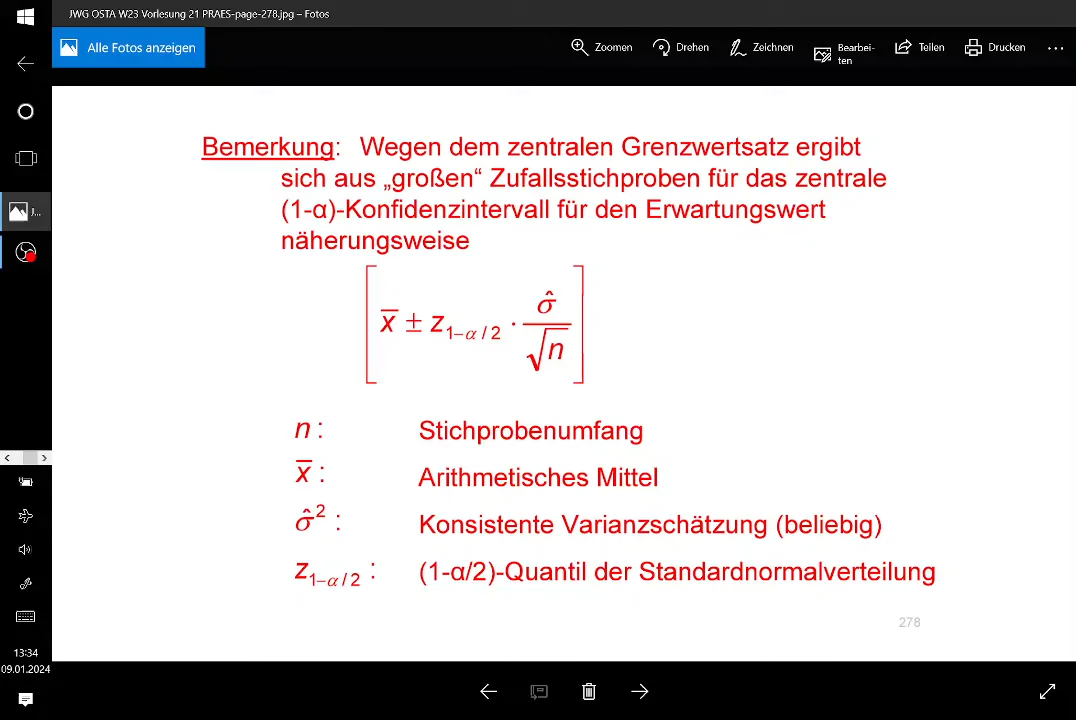 JWG OSTA W23 Vorlesung 21 PRAES-page-278.jpg – Fotos
Alle Fotos anzeigen
Zoomen
Drehen
Zeichnen
Bearbei-
ten
Teilen
Drucken
J...
Bemerkung: Wegen dem zentralen Grenzwertsatz ergibt
sich aus „großen“ Zufallsstichproben für das zentrale
(1-α)-Konfidenzintervall für den Erwartungswert
näherungsweise
[ x̅ ± z₁₋α/₂ · σ̂ / √n ]
n : Stichprobenumfang
x̅ : Arithmetisches Mittel
σ̂² : Konsistente Varianzschätzung (beliebig)
z₁₋α/₂ : (1-α/2)-Quantil der Standardnormalverteilung
278
13:34
09.01.2024